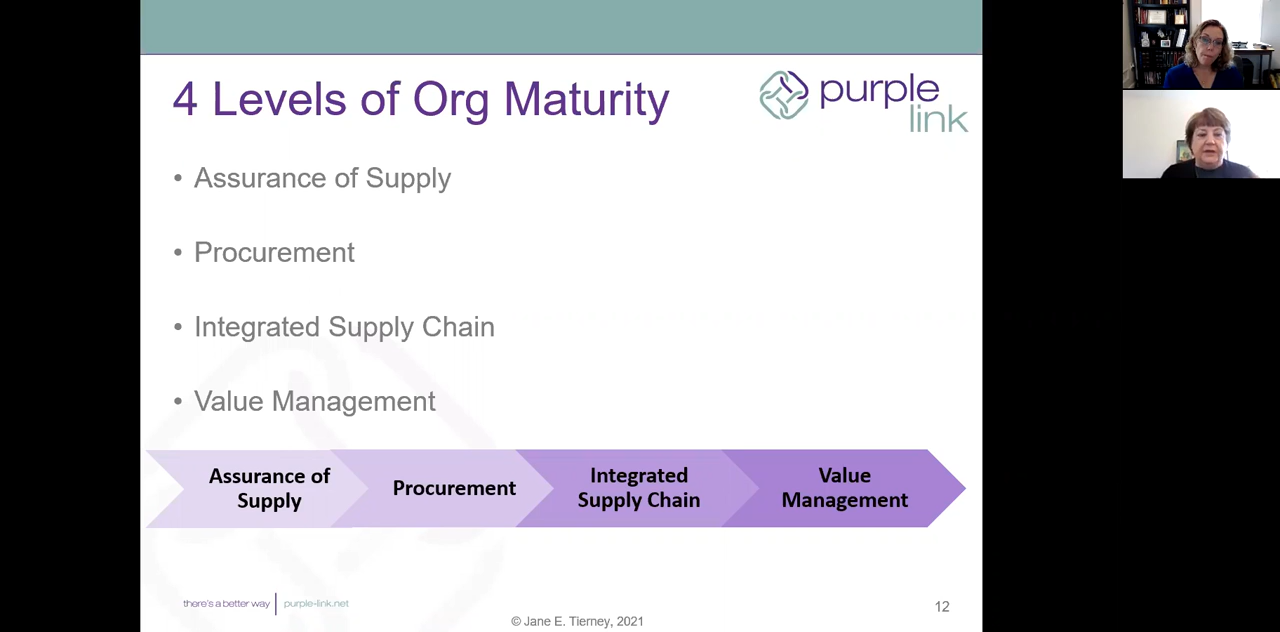 4 Levels of Org Maturity
purple
link
• Assurance of Supply
• Procurement
• Integrated Supply Chain
• Value Management
Assurance of
Supply
Procurement
Integrated
Supply Chain
Value
Management
there's a better way | purple-link.net
12
© Jane E. Tierney, 2021